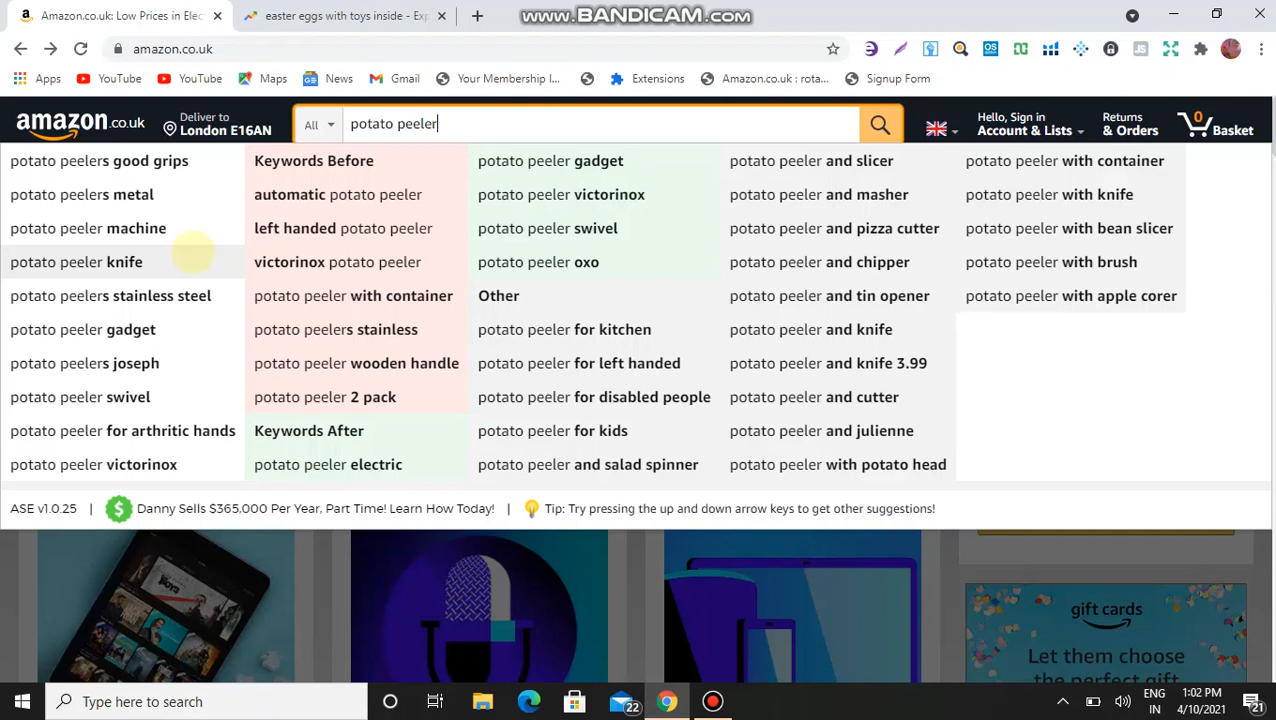 Amazon.co.uk: Low Prices in Elec
easter eggs with toys inside - Exp
www.BANDICAM.com
amazon.co.uk
Apps
YouTube
YouTube
Maps
News
Gmail
Your Membership I...
Extensions
Amazon.co.uk : rota...
Signup Form
amazon.co.uk
Deliver to
London E16AN
All
potato peeler
Hello, Sign in
Account & Lists
Returns
& Orders
0
Basket
potato peelers good grips
potato peelers metal
potato peeler machine
potato peeler knife
potato peelers stainless steel
potato peeler gadget
potato peelers joseph
potato peeler swivel
potato peeler for arthritic hands
potato peeler victorinox
Keywords Before
automatic potato peeler
left handed potato peeler
victorinox potato peeler
potato peeler with container
potato peelers stainless
potato peeler wooden handle
potato peeler 2 pack
Keywords After
potato peeler electric
potato peeler gadget
potato peeler victorinox
potato peeler swivel
potato peeler oxo
Other
potato peeler for kitchen
potato peeler for left handed
potato peeler for disabled people
potato peeler for kids
potato peeler and salad spinner
potato peeler and slicer
potato peeler and masher
potato peeler and pizza cutter
potato peeler and chipper
potato peeler and tin opener
potato peeler and knife
potato peeler and knife 3.99
potato peeler and cutter
potato peeler and julienne
potato peeler with potato head
potato peeler with container
potato peeler with knife
potato peeler with bean slicer
potato peeler with brush
potato peeler with apple corer
ASE v1.0.25 | Danny Sells $365,000 Per Year, Part Time! Learn How Today! | Tip: Try pressing the up and down arrow keys to get other suggestions!
gift cards
amazon
Let them choose
the perfect gift
Type here to search
22
ENG
IN
1:02 PM
4/10/2021
21